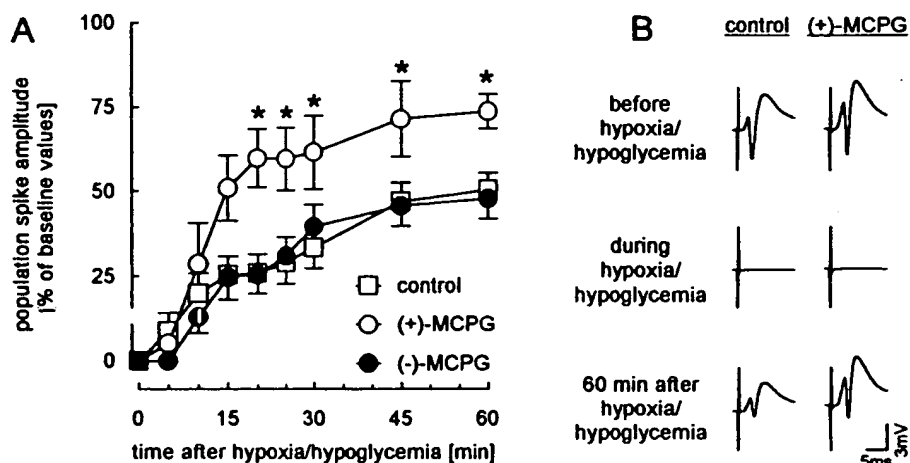 A
population spike amplitude
[% of baseline values]
100
75
50
25
0
* * * * *
control
(+)-MCPG
(-)-MCPG
0 15 30 45 60
time after hypoxia/hypoglycemia [min]
B
control (+)-MCPG
before
hypoxia/
hypoglycemia
during
hypoxia/
hypoglycemia
60 min after
hypoxia/
hypoglycemia
3mV
5ms